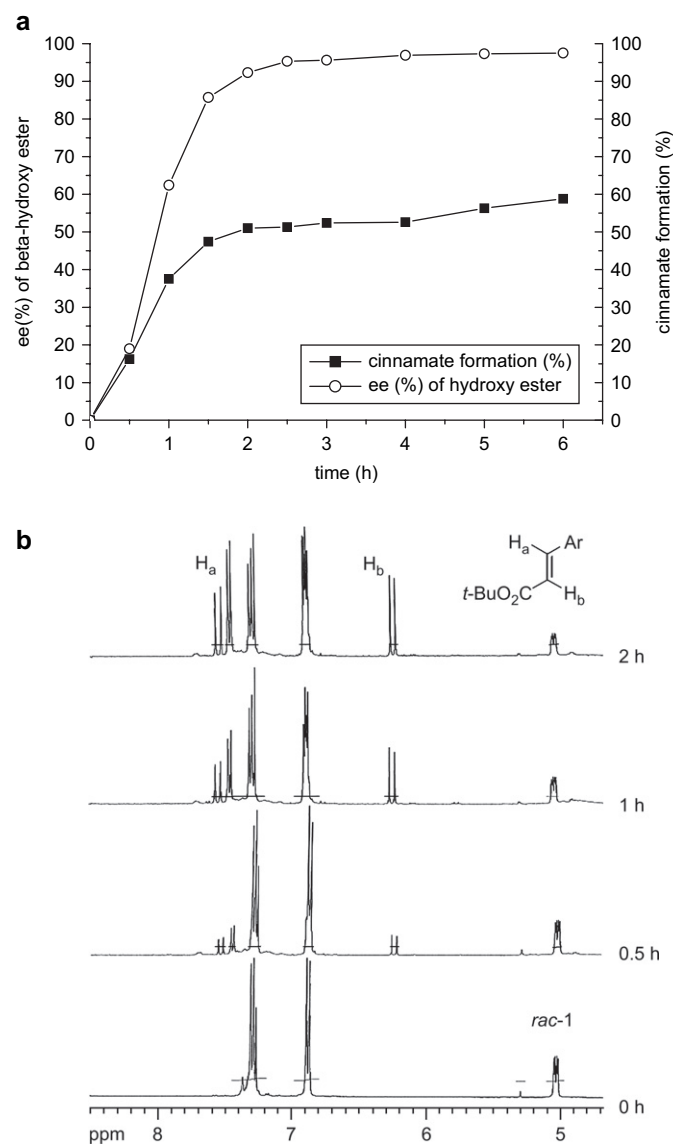 a
100
90
80
70
60
50
40
30
20
10
0
ee(%) of beta-hydroxy ester
100
90
80
70
60
50
40
30
20
10
0
cinnamate formation (%)
cinnamate formation (%)
ee (%) of hydroxy ester
0 1 2 3 4 5 6
time (h)
b
Ha
Hb
Ha
Ar
t-BuO2C
Hb
2 h
1 h
0.5 h
rac-1
0 h
ppm 8 7 6 5